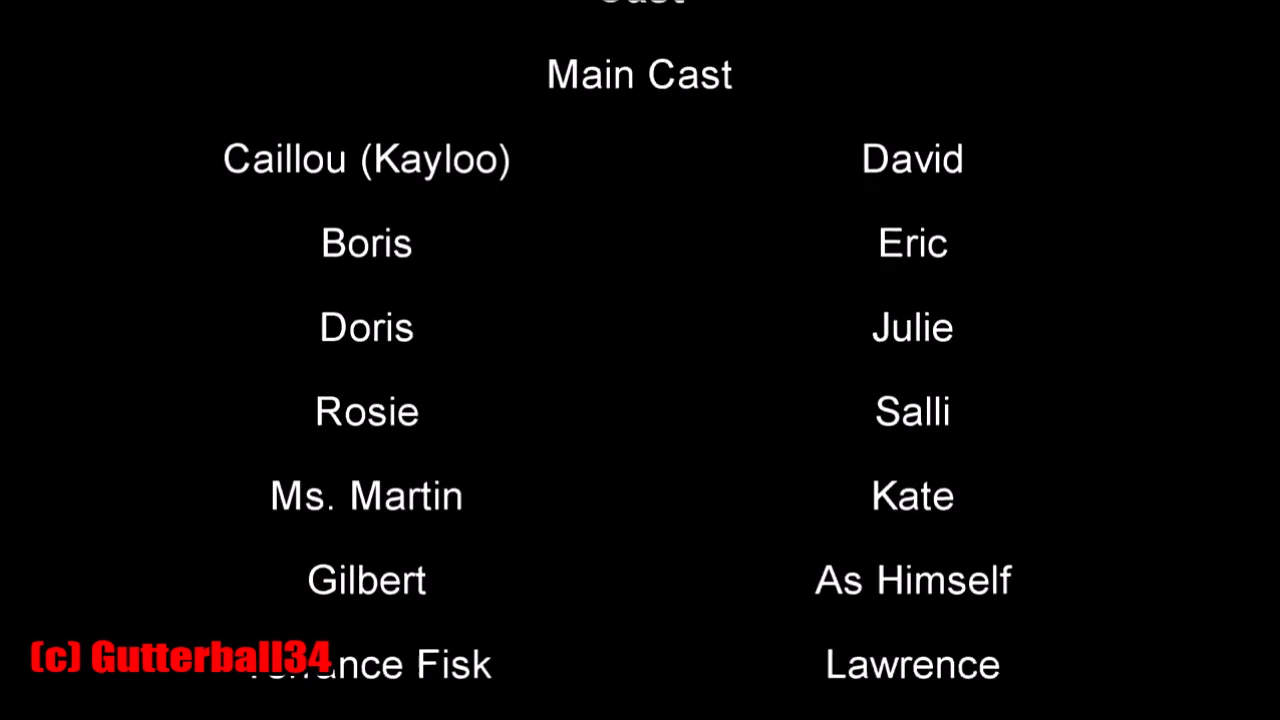 Cast
Main Cast
Caillou (Kayloo) David
Boris Eric
Doris Julie
Rosie Salli
Ms. Martin Kate
Gilbert As Himself
(c) Gutterball34
Fisk Lawrence